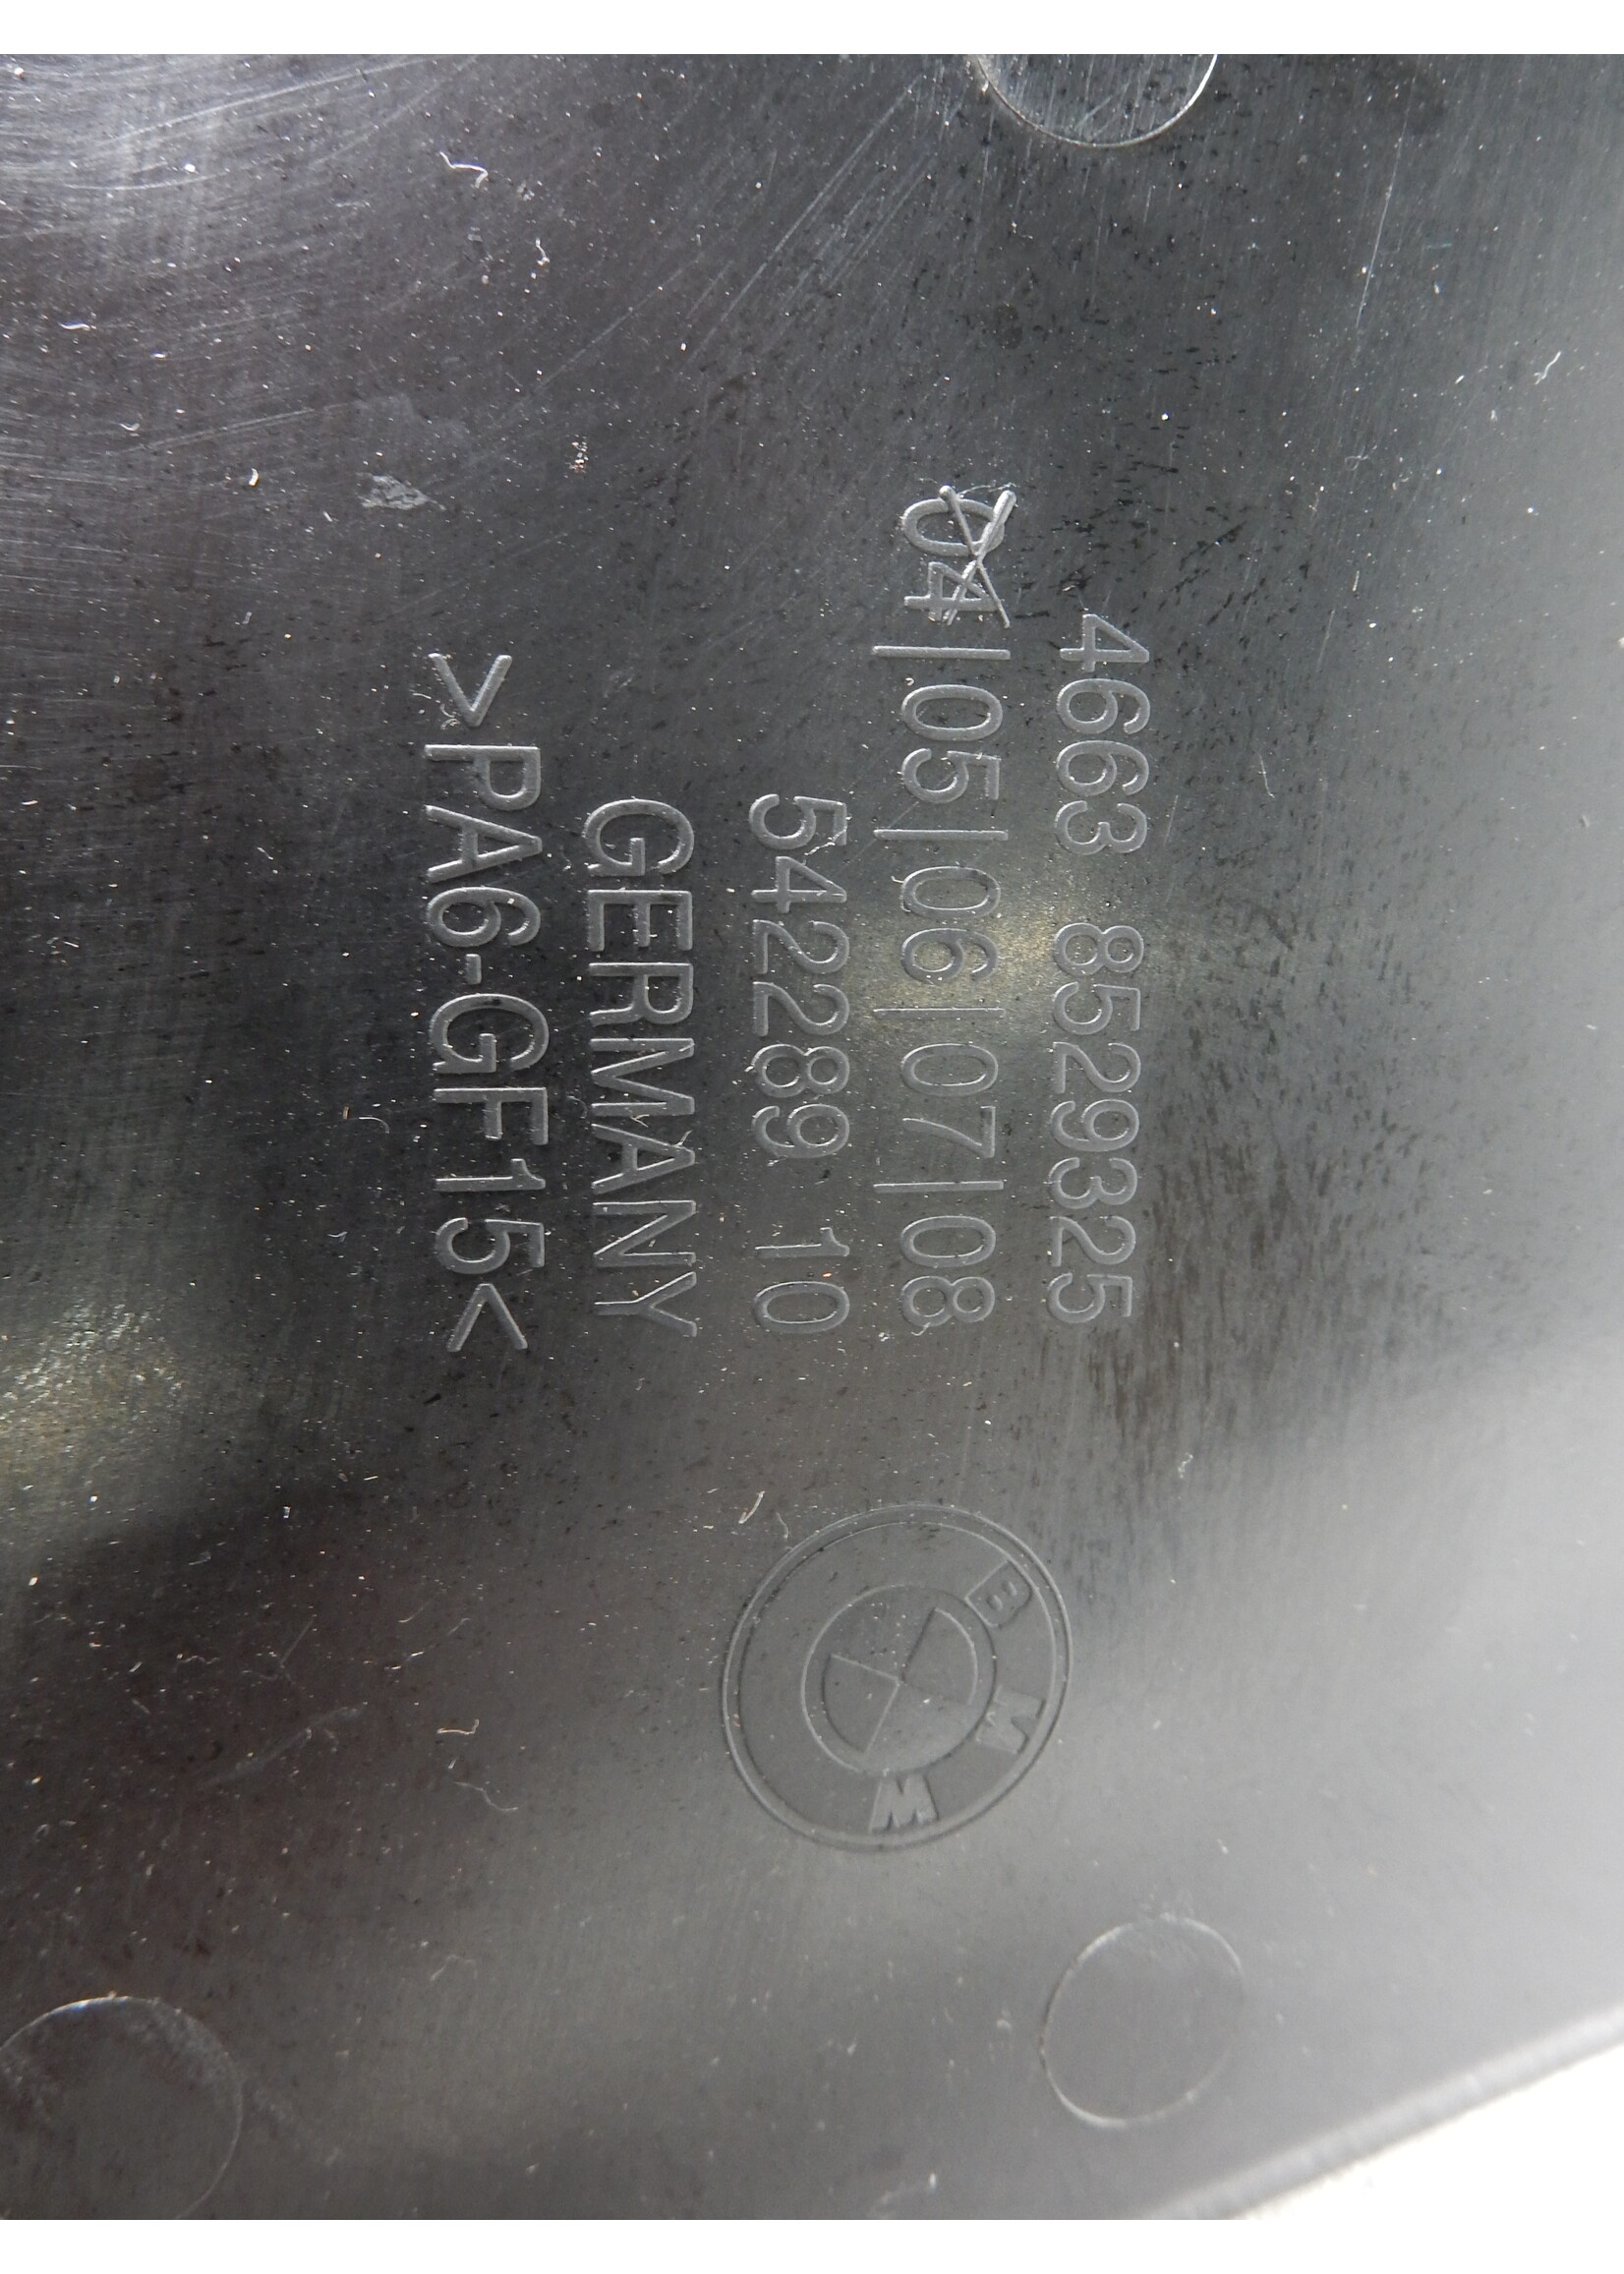 4663 8529325
04|05|06|07|08
542289 10
GERMANY
>PA6-GF15<
BMW